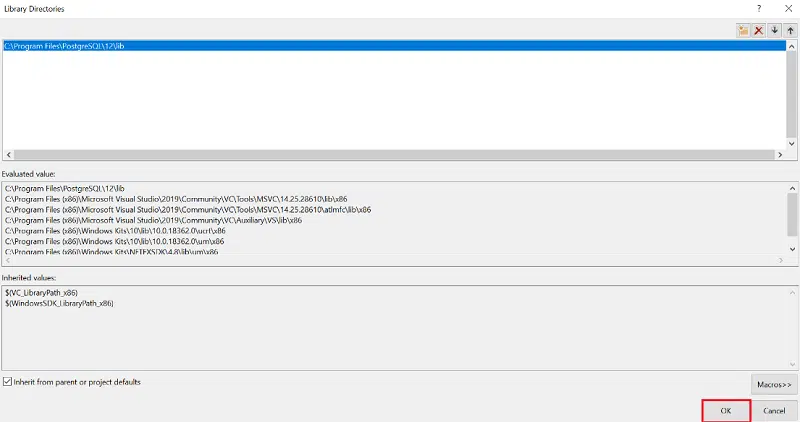 Library Directories
C:\Program Files\PostgreSQL\12\lib
Evaluated value:
C:\Program Files\PostgreSQL\12\lib
C:\Program Files (x86)\Microsoft Visual Studio\2019\Community\VC\Tools\MSVC\14.25.28610\lib\x86
C:\Program Files (x86)\Microsoft Visual Studio\2019\Community\VC\Tools\MSVC\14.25.28610\atlmfc\lib\x86
C:\Program Files (x86)\Microsoft Visual Studio\2019\Community\VC\Auxiliary\VS\lib\x86
C:\Program Files (x86)\Windows Kits\10\lib\10.0.18362.0\ucrt\x86
C:\Program Files (x86)\Windows Kits\10\lib\10.0.18362.0\um\x86
C:\Program Files (x86)\Windows Kits\NETFXSDK\4.8\lib\um\x86
Inherited values:
$(VC_LibraryPath_x86)
$(WindowsSDK_LibraryPath_x86)
Inherit from parent or project defaults
Macros>>
OK
Cancel